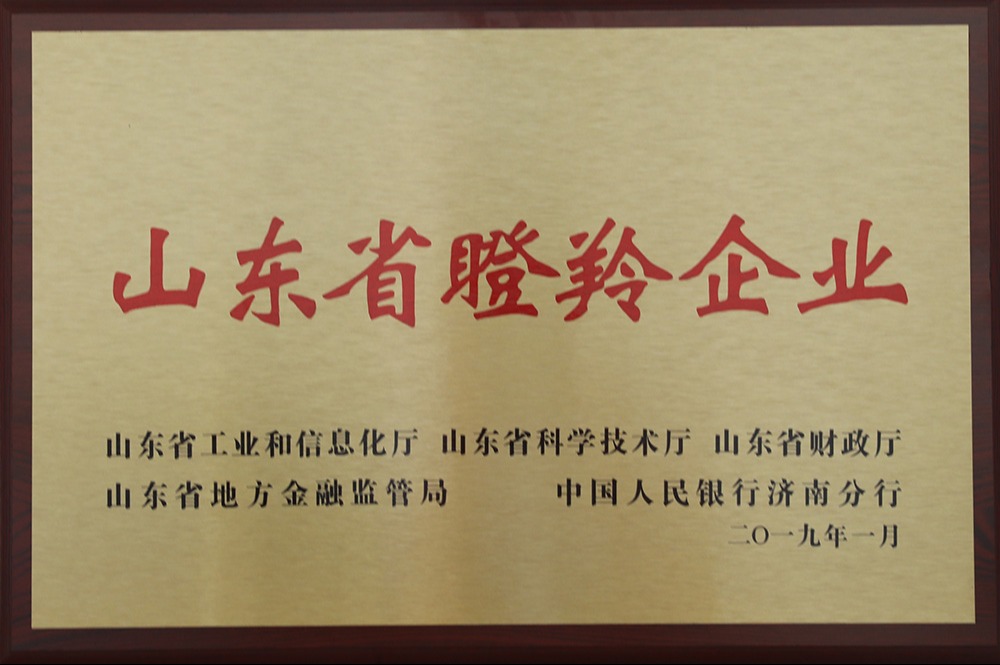 山东省瞪羚企业
山东省工业和信息化厅 山东省科学技术厅 山东省财政厅
山东省地方金融监管局 中国人民银行济南分行
二〇一九年一月